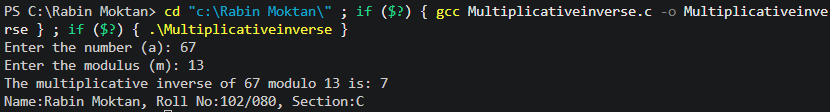 PS C:\Rabin Moktan> cd "c:\Rabin Moktan\" ; if ($?) { gcc Multiplicativeinverse.c -o Multiplicativeinve
rse } ; if ($?) { .\Multiplicativeinverse }
Enter the number (a): 67
Enter the modulus (m): 13
The multiplicative inverse of 67 modulo 13 is: 7
Name:Rabin Moktan, Roll No:102/080, Section:C